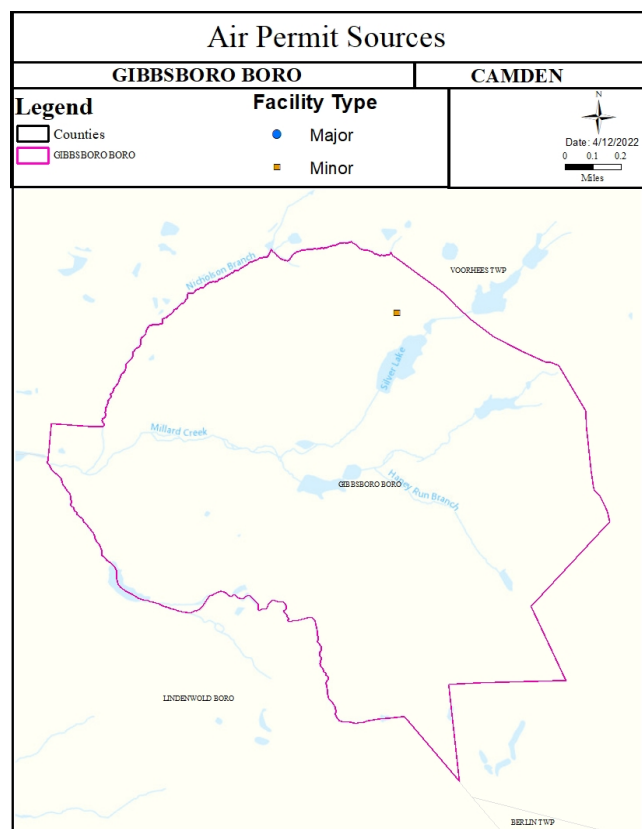 Air Permit Sources
GIBBSBORO BORO
CAMDEN
Legend
Counties
GIBBSBORO BORO
Facility Type
Major
Minor
N
Date: 4/12/2022
0 0.1 0.2
Miles
VOORHEES TWP
Nicholson Branch
Silver Lake
Millard Creek
GIBBSBORO BORO
Haney Run Branch
LINDENWOLD BORO
BERLIN TWP